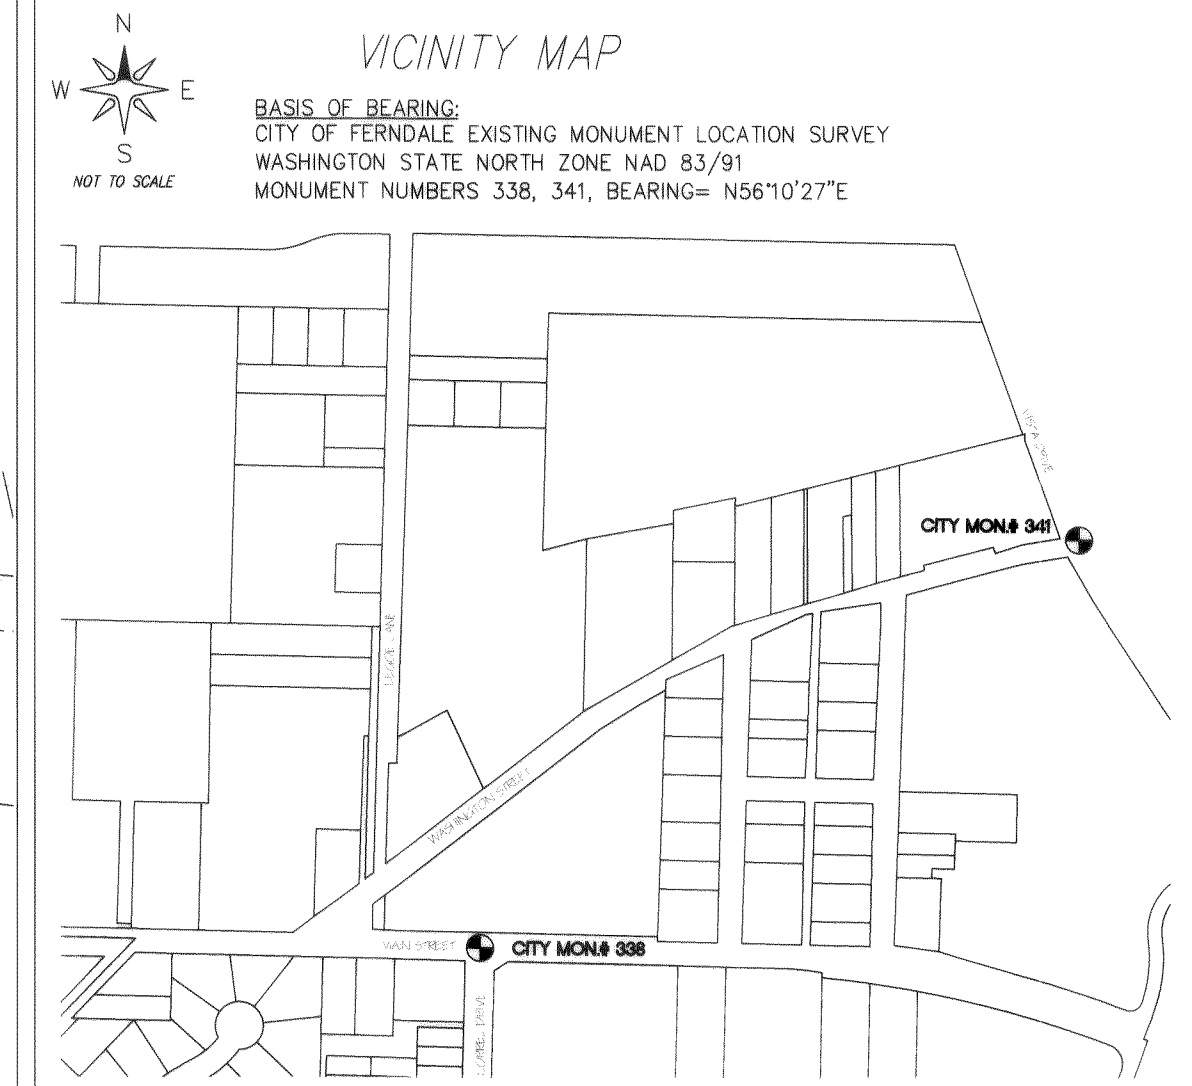 N
VICINITY MAP
W E
S
NOT TO SCALE
BASIS OF BEARING:
CITY OF FERNDALE EXISTING MONUMENT LOCATION SURVEY
WASHINGTON STATE NORTH ZONE NAD 83/91
MONUMENT NUMBERS 338, 341, BEARING= N56°10'27"E
VISTA DRIVE
CITY MON.# 341
LANE
WASHINGTON STREET
MAIN STREET
CITY MON.# 338
DRIVE